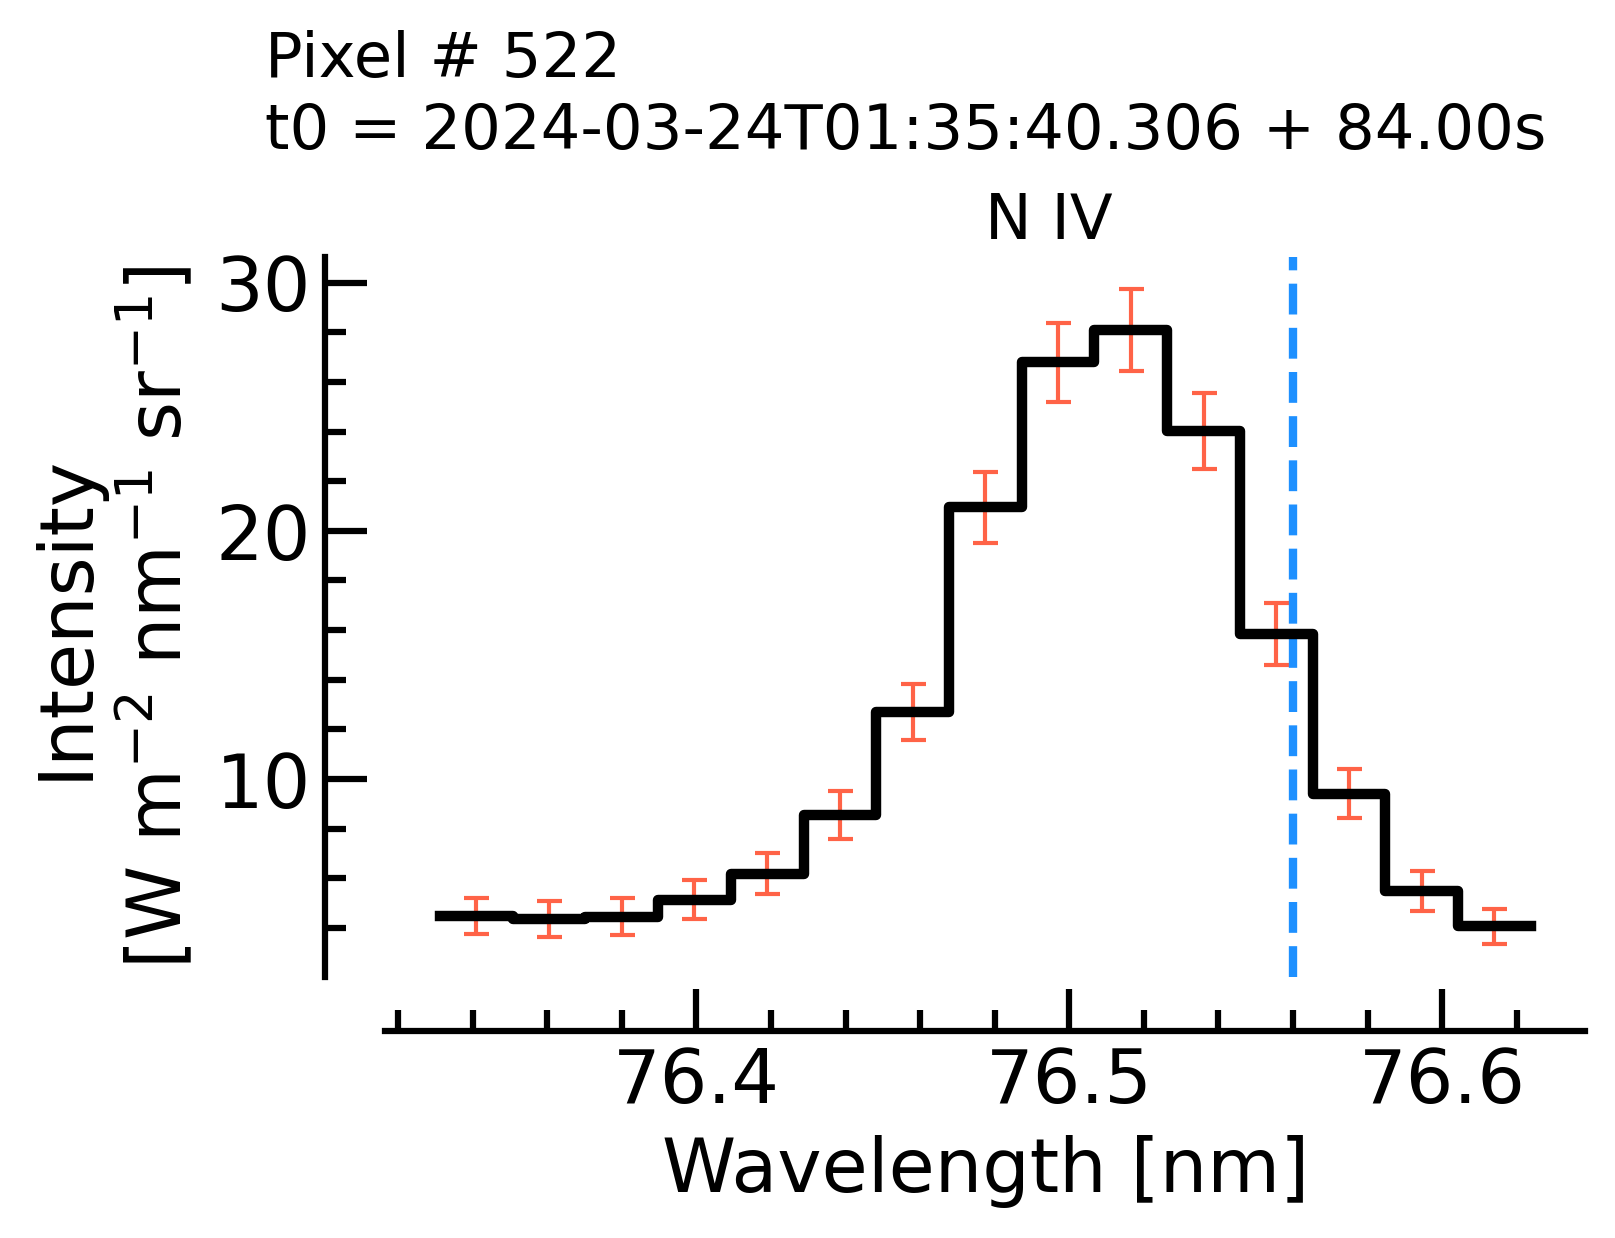 Pixel # 522
t0 = 2024-03-24T01:35:40.306 + 84.00s
N IV
Intensity
[W m⁻² nm⁻¹ sr⁻¹]
30
20
10
76.4 76.5 76.6
Wavelength [nm]